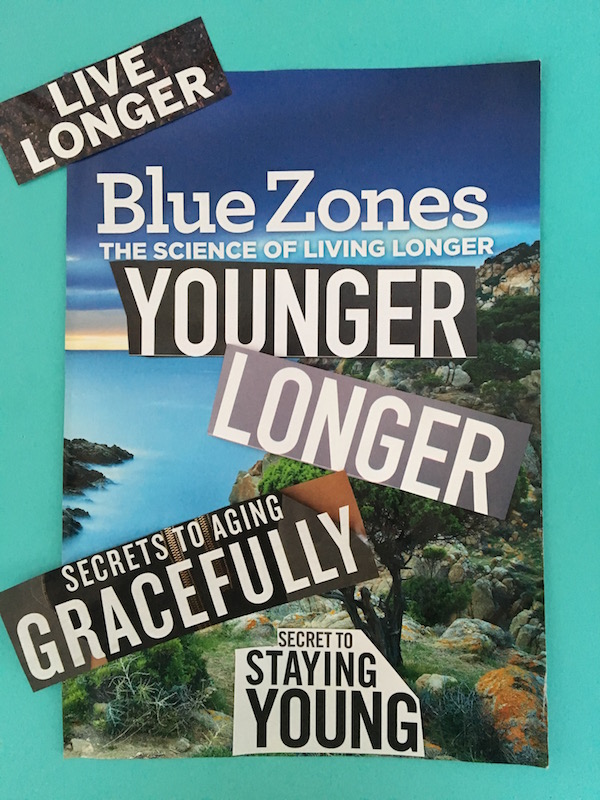 LIVE
LONGER
Blue Zones
THE SCIENCE OF LIVING LONGER
YOUNGER
LONGER
SECRETS TO AGING
GRACEFULLY
SECRET TO
STAYING
YOUNG